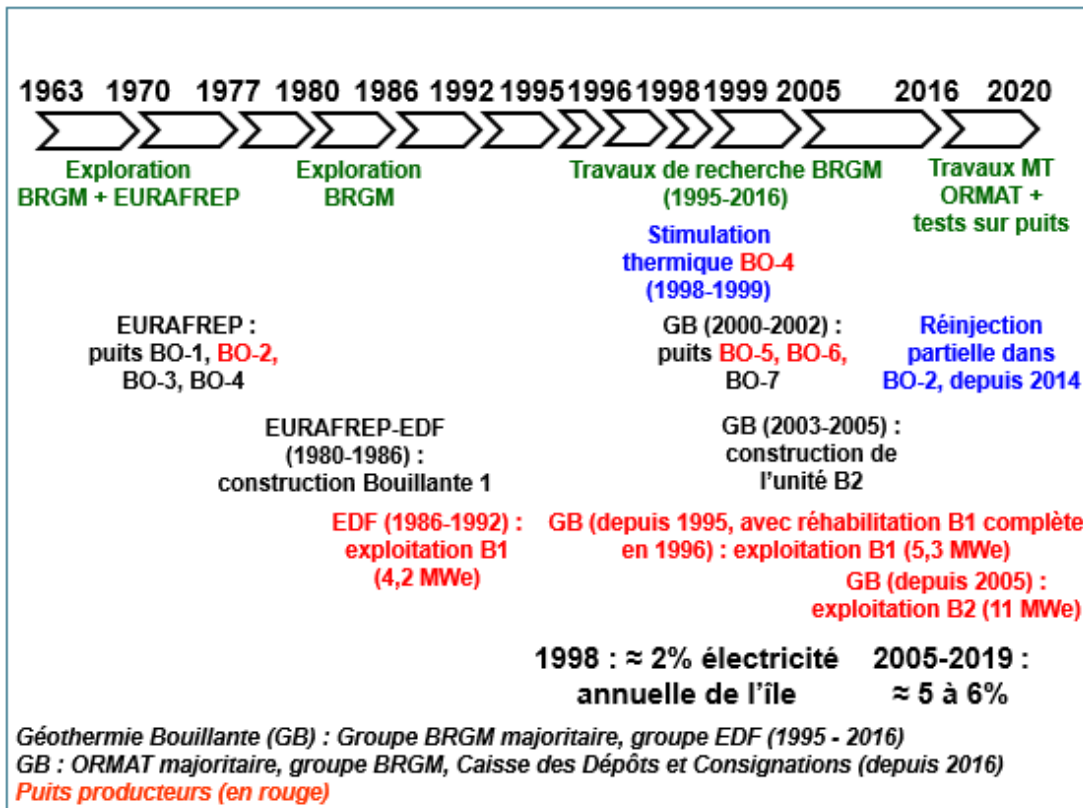 1963 1970 1977 1980 1986 1992 1995 1996 1998 1999 2005 2016 2020
Exploration
BRGM + EURAFREP
Exploration
BRGM
Travaux de recherche BRGM
(1995-2016)
Travaux MT
ORMAT +
tests sur puits
Stimulation
thermique BO-4
(1998-1999)
EURAFREP :
puits BO-1, BO-2,
BO-3, BO-4
GB (2000-2002) :
puits BO-5, BO-6,
BO-7
Réinjection
partielle dans
BO-2, depuis 2014
EURAFREP-EDF
(1980-1986) :
construction Bouillante 1
GB (2003-2005) :
construction de
l'unité B2
EDF (1986-1992) :
exploitation B1
(4,2 MWe)
GB (depuis 1995, avec réhabilitation B1 complète
en 1996) : exploitation B1 (5,3 MWe)
GB (depuis 2005) :
exploitation B2 (11 MWe)
1998 : ≈ 2% électricité
annuelle de l'île
2005-2019 :
≈ 5 à 6%
Géothermie Bouillante (GB) : Groupe BRGM majoritaire, groupe EDF (1995 - 2016)
GB : ORMAT majoritaire, groupe BRGM, Caisse des Dépôts et Consignations (depuis 2016)
Puits producteurs (en rouge)